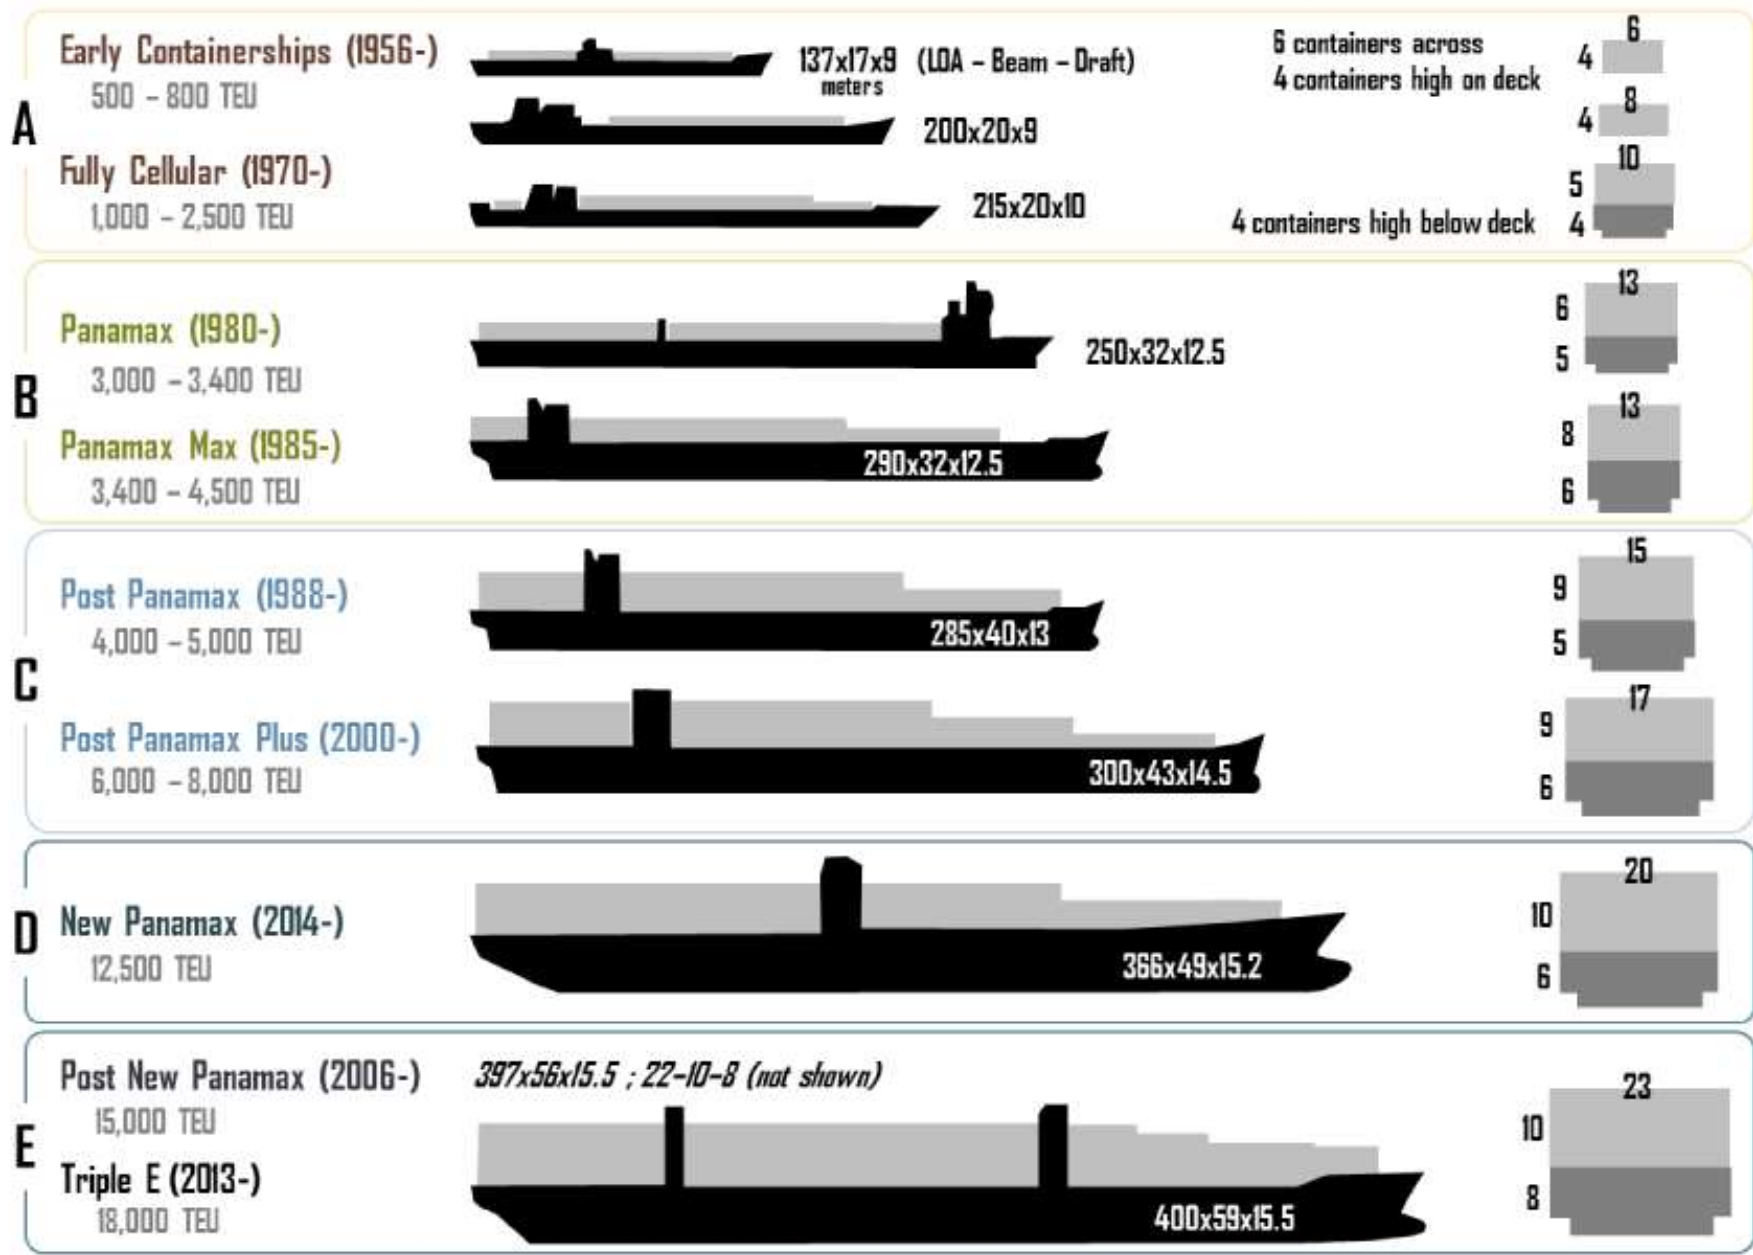 A
Early Containerships (1956-)
500 – 800 TEU
137x17x9 (LOA – Beam – Draft)
meters
6 containers across
4 containers high on deck
6
4
200x20x9
8
4
Fully Cellular (1970-)
1,000 – 2,500 TEU
215x20x10
4 containers high below deck
10
5
4
B
Panamax (1980-)
3,000 – 3,400 TEU
250x32x12.5
13
6
5
Panamax Max (1985-)
3,400 – 4,500 TEU
290x32x12.5
13
8
6
C
Post Panamax (1988-)
4,000 – 5,000 TEU
285x40x13
15
9
5
Post Panamax Plus (2000-)
6,000 – 8,000 TEU
300x43x14.5
17
9
6
D
New Panamax (2014-)
12,500 TEU
366x49x15.2
20
10
6
E
Post New Panamax (2006-)
15,000 TEU
397x56x15.5 ; 22-10-8 (not shown)
Triple E (2013-)
18,000 TEU
400x59x15.5
23
10
8